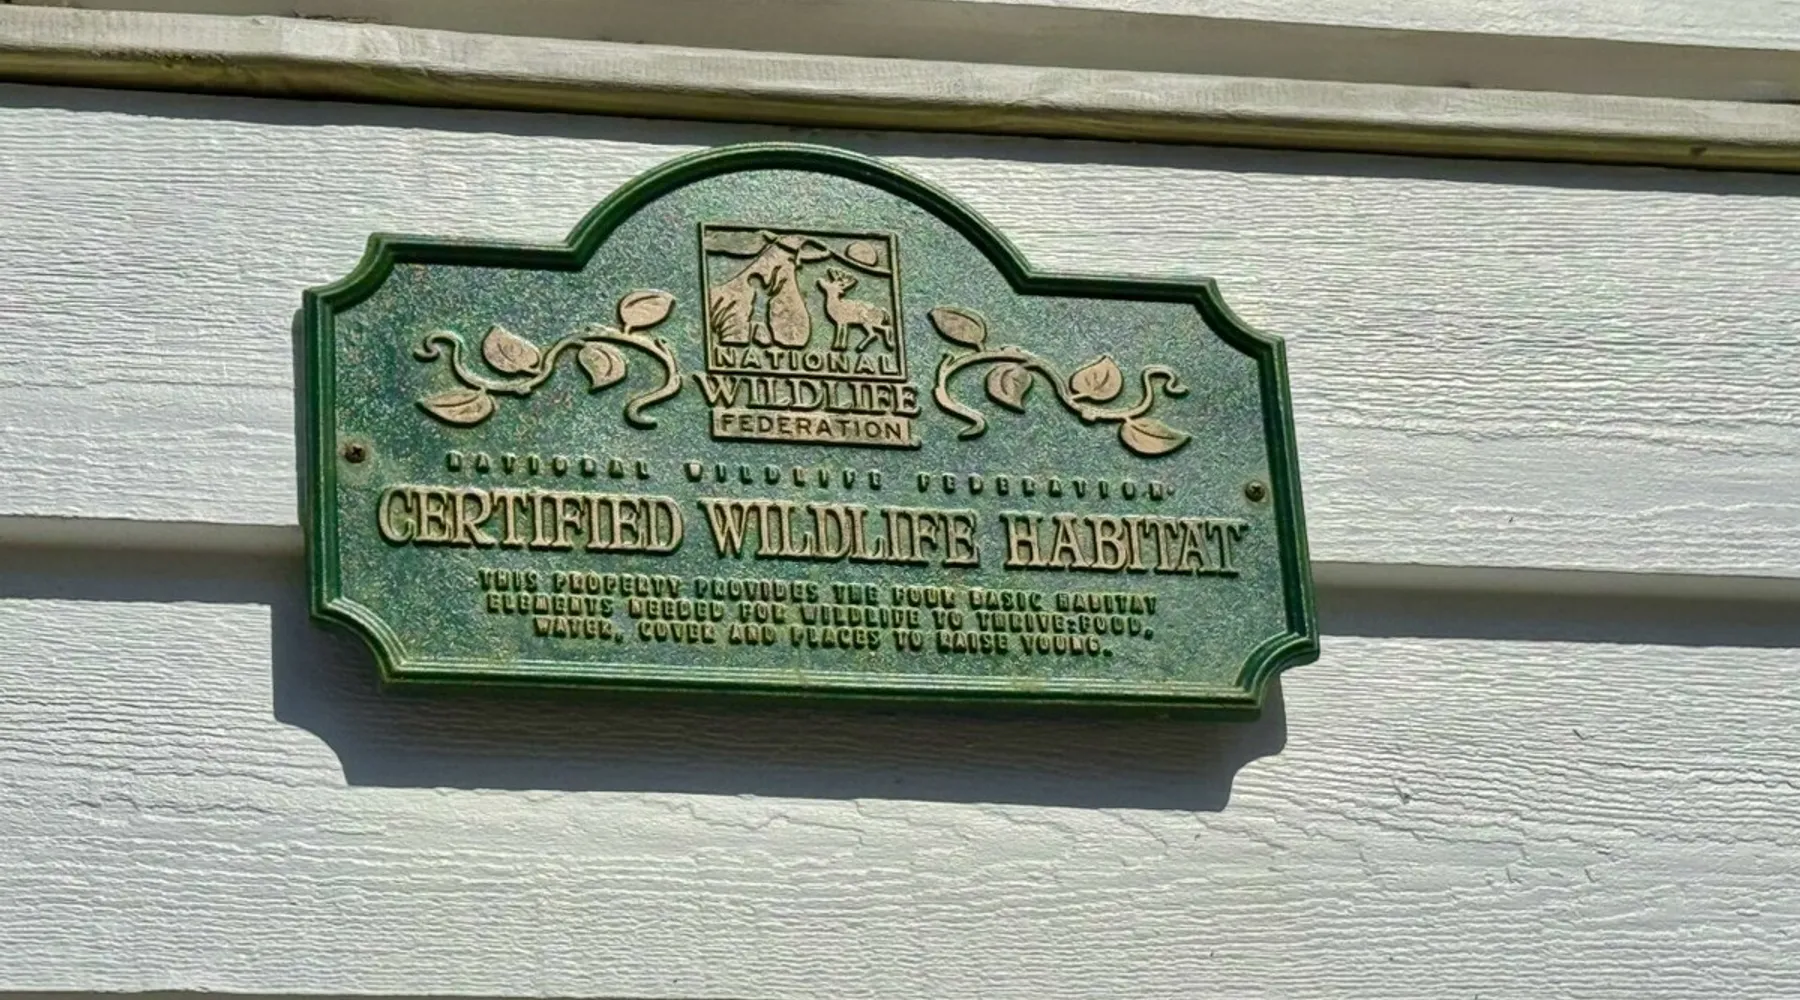 NATIONAL
WILDLIFE
FEDERATION
NATIONAL WILDLIFE FEDERATION
CERTIFIED WILDLIFE HABITAT
THIS PROPERTY PROVIDES THE FOUR BASIC HABITAT
ELEMENTS NEEDED FOR WILDLIFE TO THRIVE: FOOD,
WATER, COVER AND PLACES TO RAISE YOUNG.